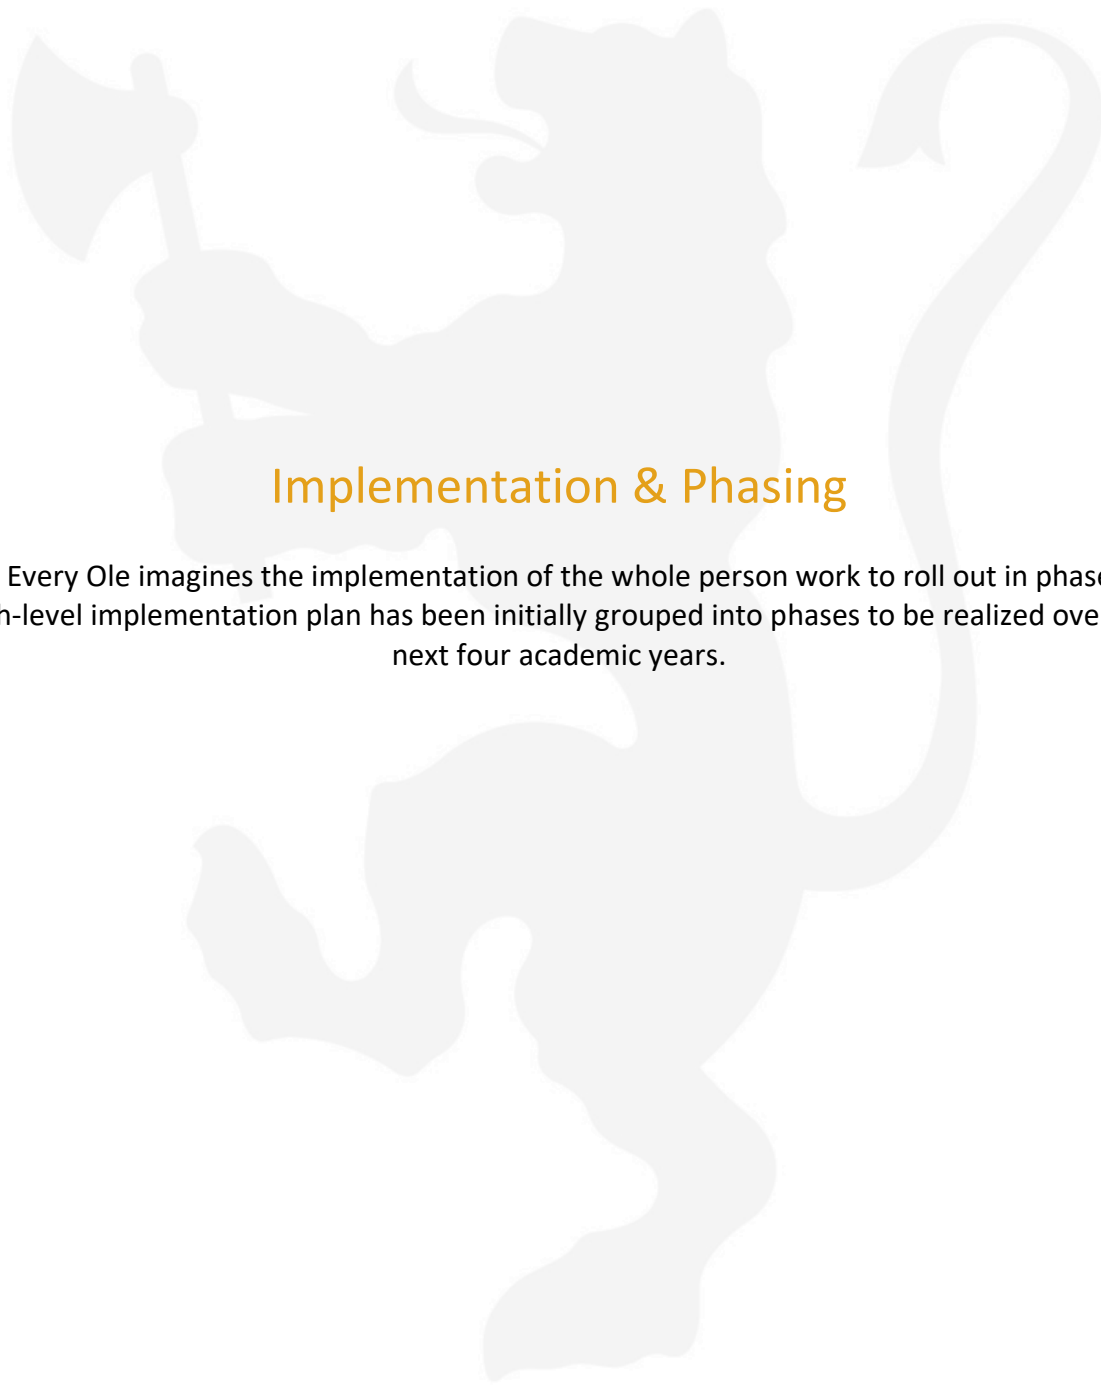 Implementation & Phasing
Every Ole imagines the implementation of the whole person work to roll out in phase
h-level implementation plan has been initially grouped into phases to be realized ove
next four academic years.